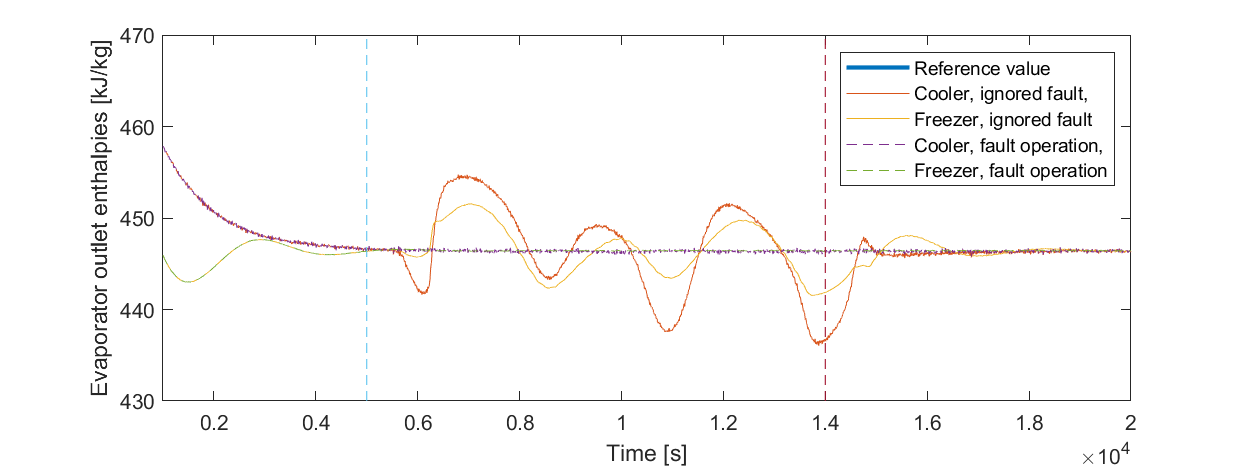 470
460
450
440
430
Evaporator outlet enthalpies [kJ/kg]
Reference value
Cooler, ignored fault,
Freezer, ignored fault
Cooler, fault operation,
Freezer, fault operation
0.2 0.4 0.6 0.8 1 1.2 1.4 1.6 1.8 2
Time [s]
×10⁴